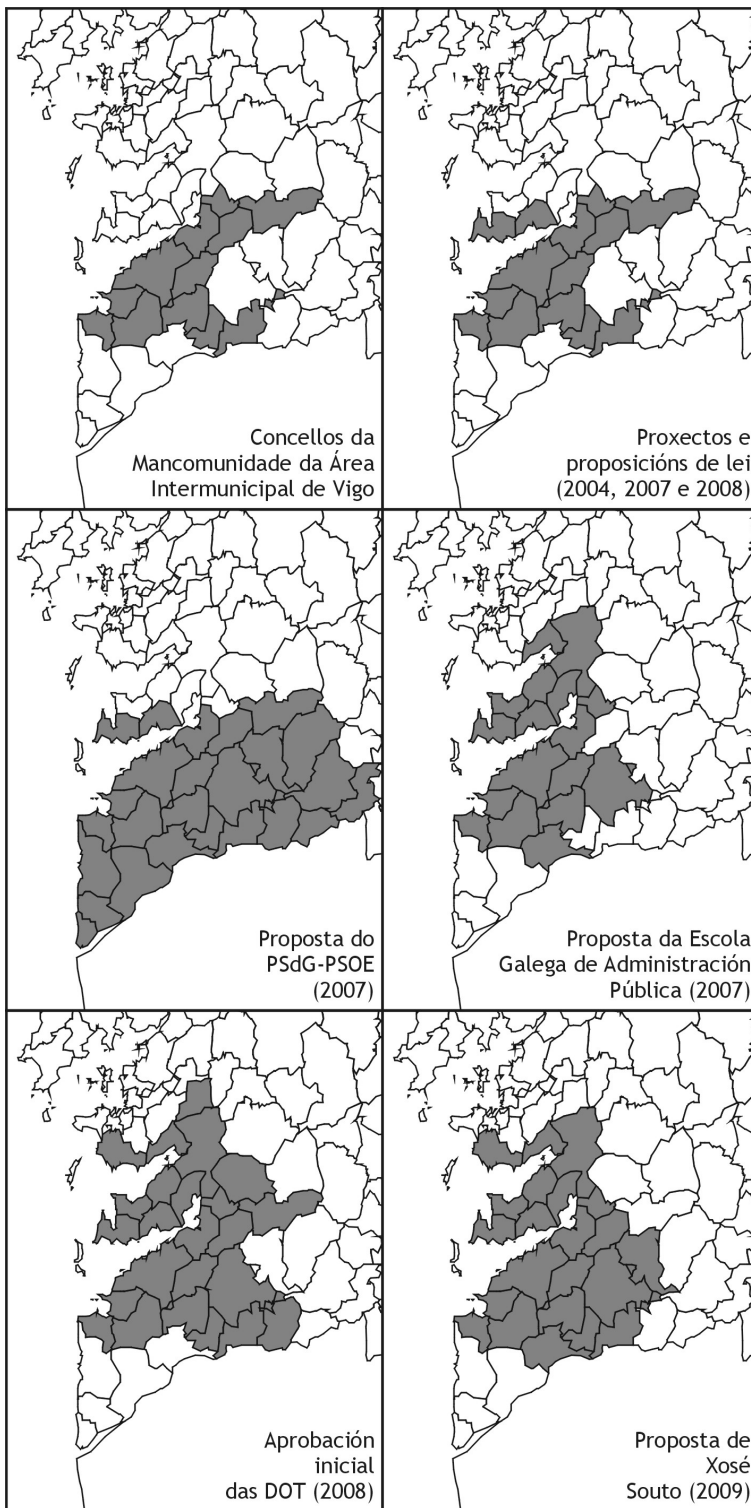 Concellos da
Mancomunidade da Área
Intermunicipal de Vigo
Proxectos e
proposicións de lei
(2004, 2007 e 2008)
Proposta do
PSdG-PSOE
(2007)
Proposta da Escola
Galega de Administración
Pública (2007)
Aprobación
inicial
das DOT (2008)
Proposta de
Xosé
Souto (2009)